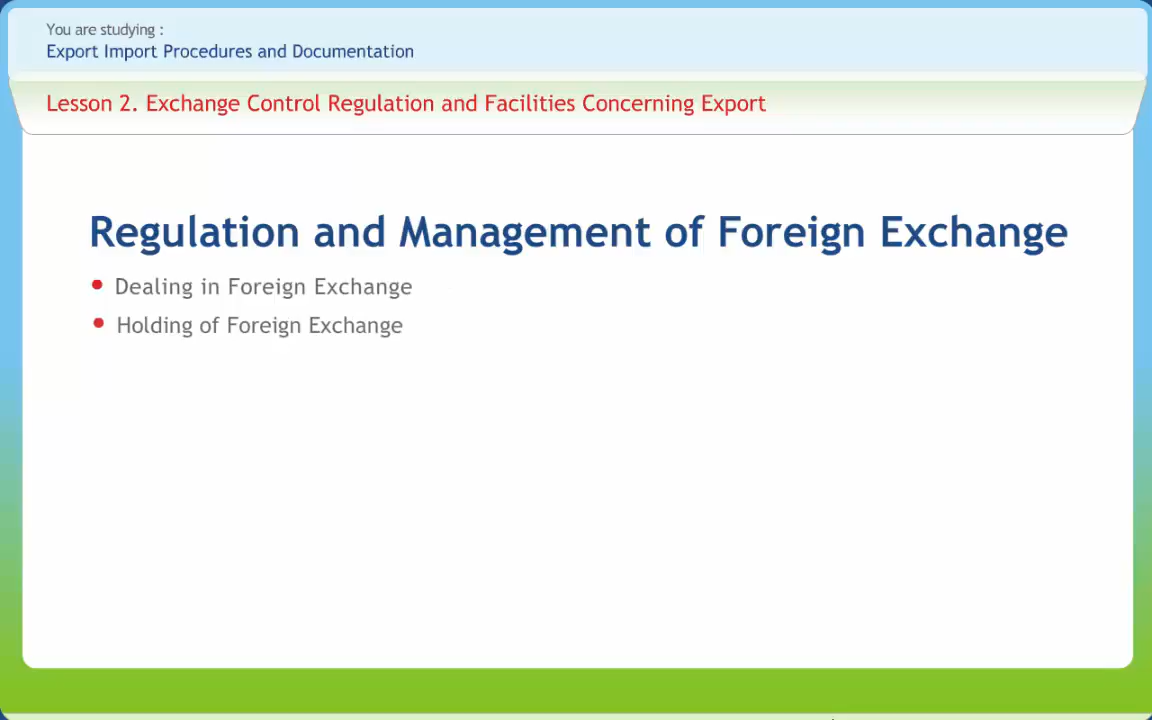 You are studying :
Export Import Procedures and Documentation
Lesson 2. Exchange Control Regulation and Facilities Concerning Export
Regulation and Management of Foreign Exchange
• Dealing in Foreign Exchange
• Holding of Foreign Exchange